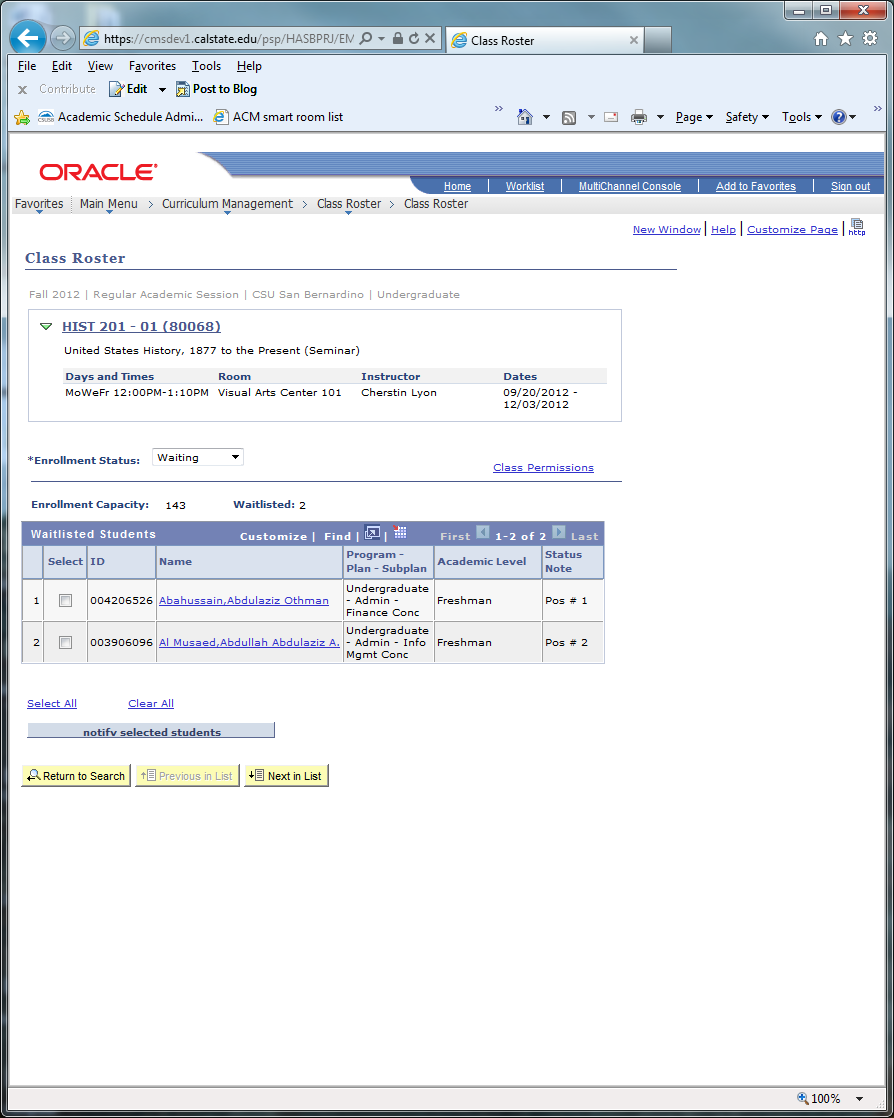 https://cmsdev1.calstate.edu/psp/HASBPRJ/EM
Class Roster
File Edit View Favorites Tools Help
x Contribute Edit Post to Blog
Academic Schedule Admi... ACM smart room list
» Page Safety Tools »
ORACLE
Home Worklist MultiChannel Console Add to Favorites Sign out
Favorites Main Menu > Curriculum Management > Class Roster > Class Roster
New Window | Help | Customize Page | http
Class Roster
Fall 2012 | Regular Academic Session | CSU San Bernardino | Undergraduate
HIST 201 - 01 (80068)
United States History, 1877 to the Present (Seminar)
Days and Times Room Instructor Dates
MoWeFr 12:00PM-1:10PM Visual Arts Center 101 Cherstin Lyon 09/20/2012 -
12/03/2012
*Enrollment Status: Waiting
Class Permissions
Enrollment Capacity: 143 Waitlisted: 2
Waitlisted Students Customize | Find | | First 1-2 of 2 Last
Select ID Name Program - Plan - Subplan Academic Level Status Note
1 004206526 Abahussain,Abdulaziz Othman Undergraduate - Admin - Finance Conc Freshman Pos # 1
2 003906096 Al Musaed,Abdullah Abdulaziz A. Undergraduate - Admin - Info Mgmt Conc Freshman Pos # 2
Select All Clear All
notify selected students
Return to Search Previous in List Next in List
100%